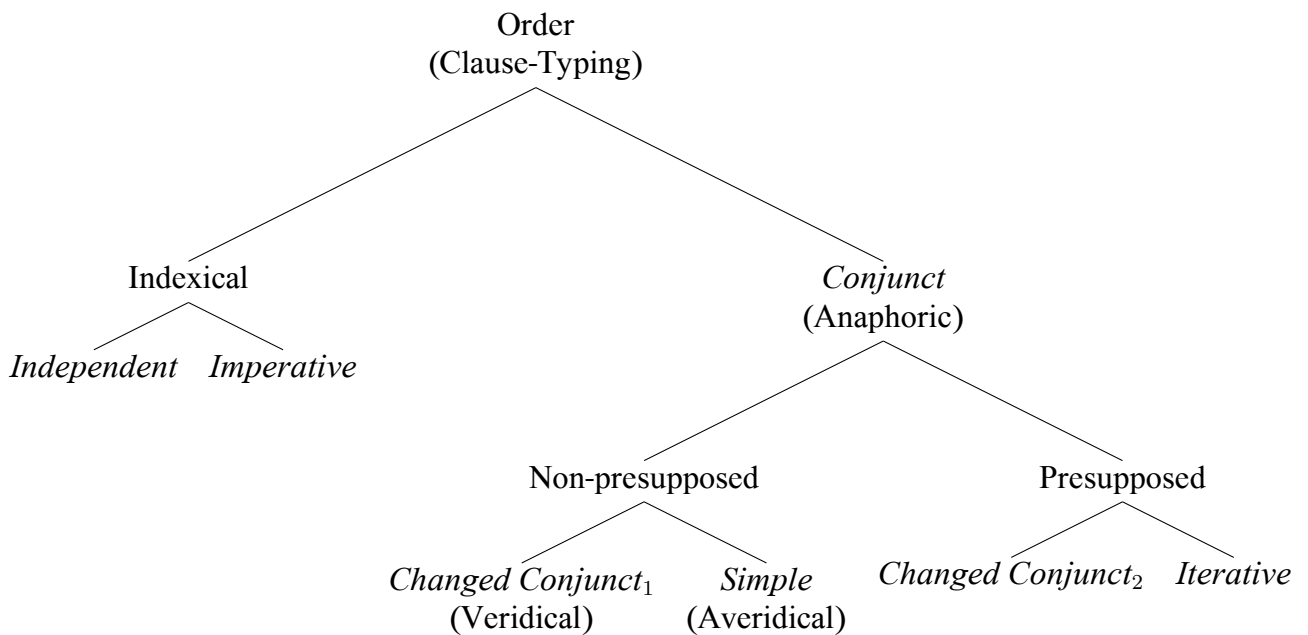 Order
(Clause-Typing)
Indexical
Conjunct
(Anaphoric)
Independent Imperative
Non-presupposed
Presupposed
Changed Conjunct₁
(Veridical)
Simple
(Averidical)
Changed Conjunct₂
Iterative